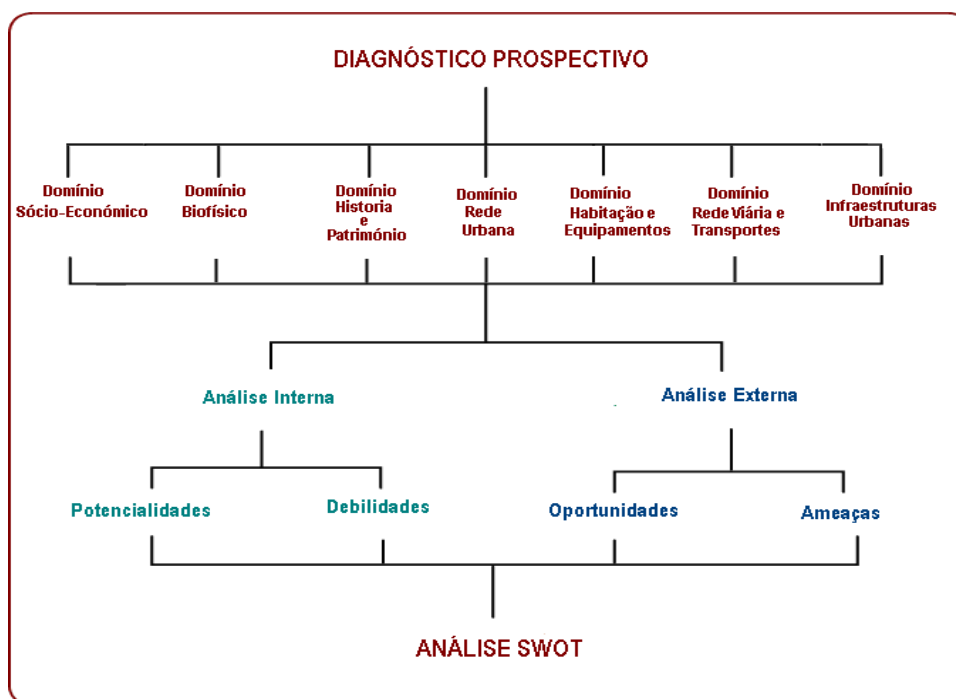 DIAGNÓSTICO PROSPECTIVO
Domínio
Sócio-Económico
Domínio
Biofísico
Domínio
Historia
e
Património
Domínio
Rede
Urbana
Domínio
Habitação e
Equipamentos
Domínio
Rede Viária e
Transportes
Domínio
Infraestruturas
Urbanas
Análise Interna
Análise Externa
Potencialidades
Debilidades
Oportunidades
Ameaças
ANÁLISE SWOT